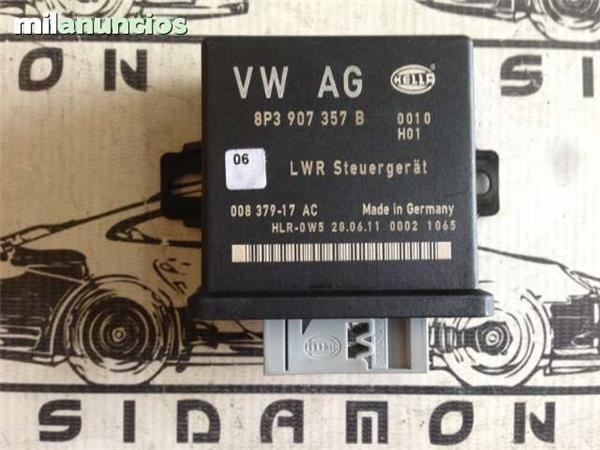 milanuncios
VW AG
HELLA
8P3 907 357 B
0010
H01
06
LWR Steuergerät
008 379-17 AC
Made in Germany
HLR-0W5 28.06.11 0002 1065
HELLA
SIDAMON
SIDAMON